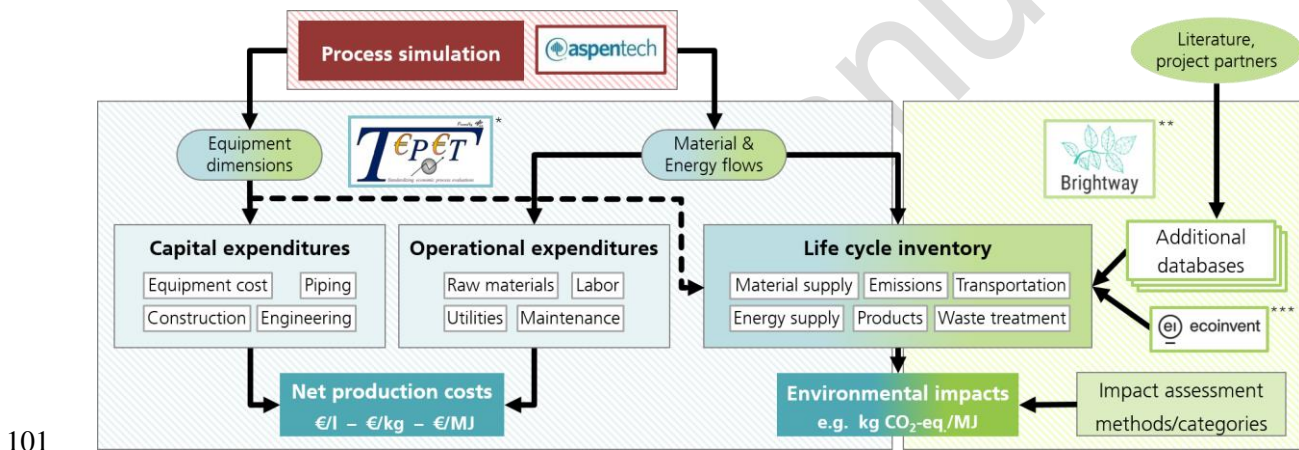 Process simulation
aspentech
Literature,
project partners
Equipment
dimensions
T€P€T
*
Material &
Energy flows
**
Brightway
Capital expenditures
Equipment cost
Piping
Construction
Engineering
Operational expenditures
Raw materials
Labor
Utilities
Maintenance
Life cycle inventory
Material supply
Emissions
Transportation
Energy supply
Products
Waste treatment
Additional
databases
ei ecoinvent
***
Net production costs
€/l – €/kg – €/MJ
Environmental impacts
e.g. kg CO₂-eq./MJ
Impact assessment
methods/categories
101